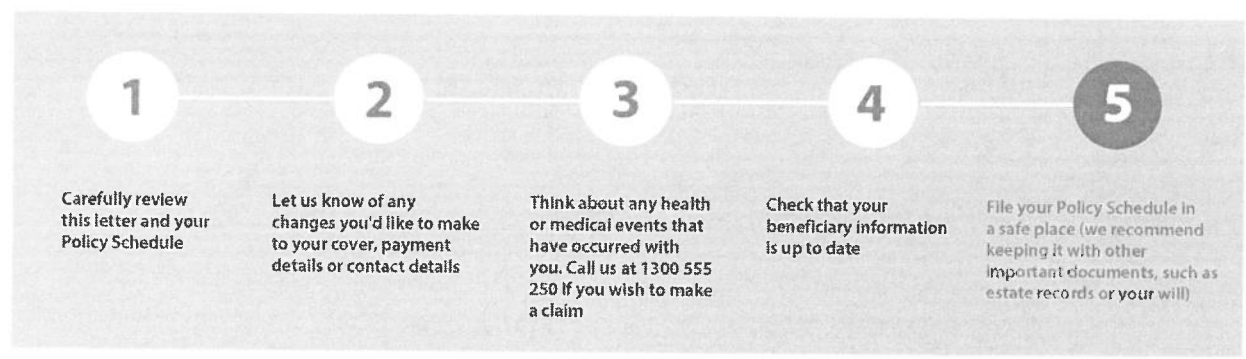 1
2
3
4
5
Carefully review
this letter and your
Policy Schedule
Let us know of any
changes you'd like to make
to your cover, payment
details or contact details
Think about any health
or medical events that
have occurred with
you. Call us at 1300 555
250 If you wish to make
a claim
Check that your
beneficiary information
is up to date
File your Policy Schedule in
a safe place (we recommend
keeping it with other
important documents, such as
estate records or your will)